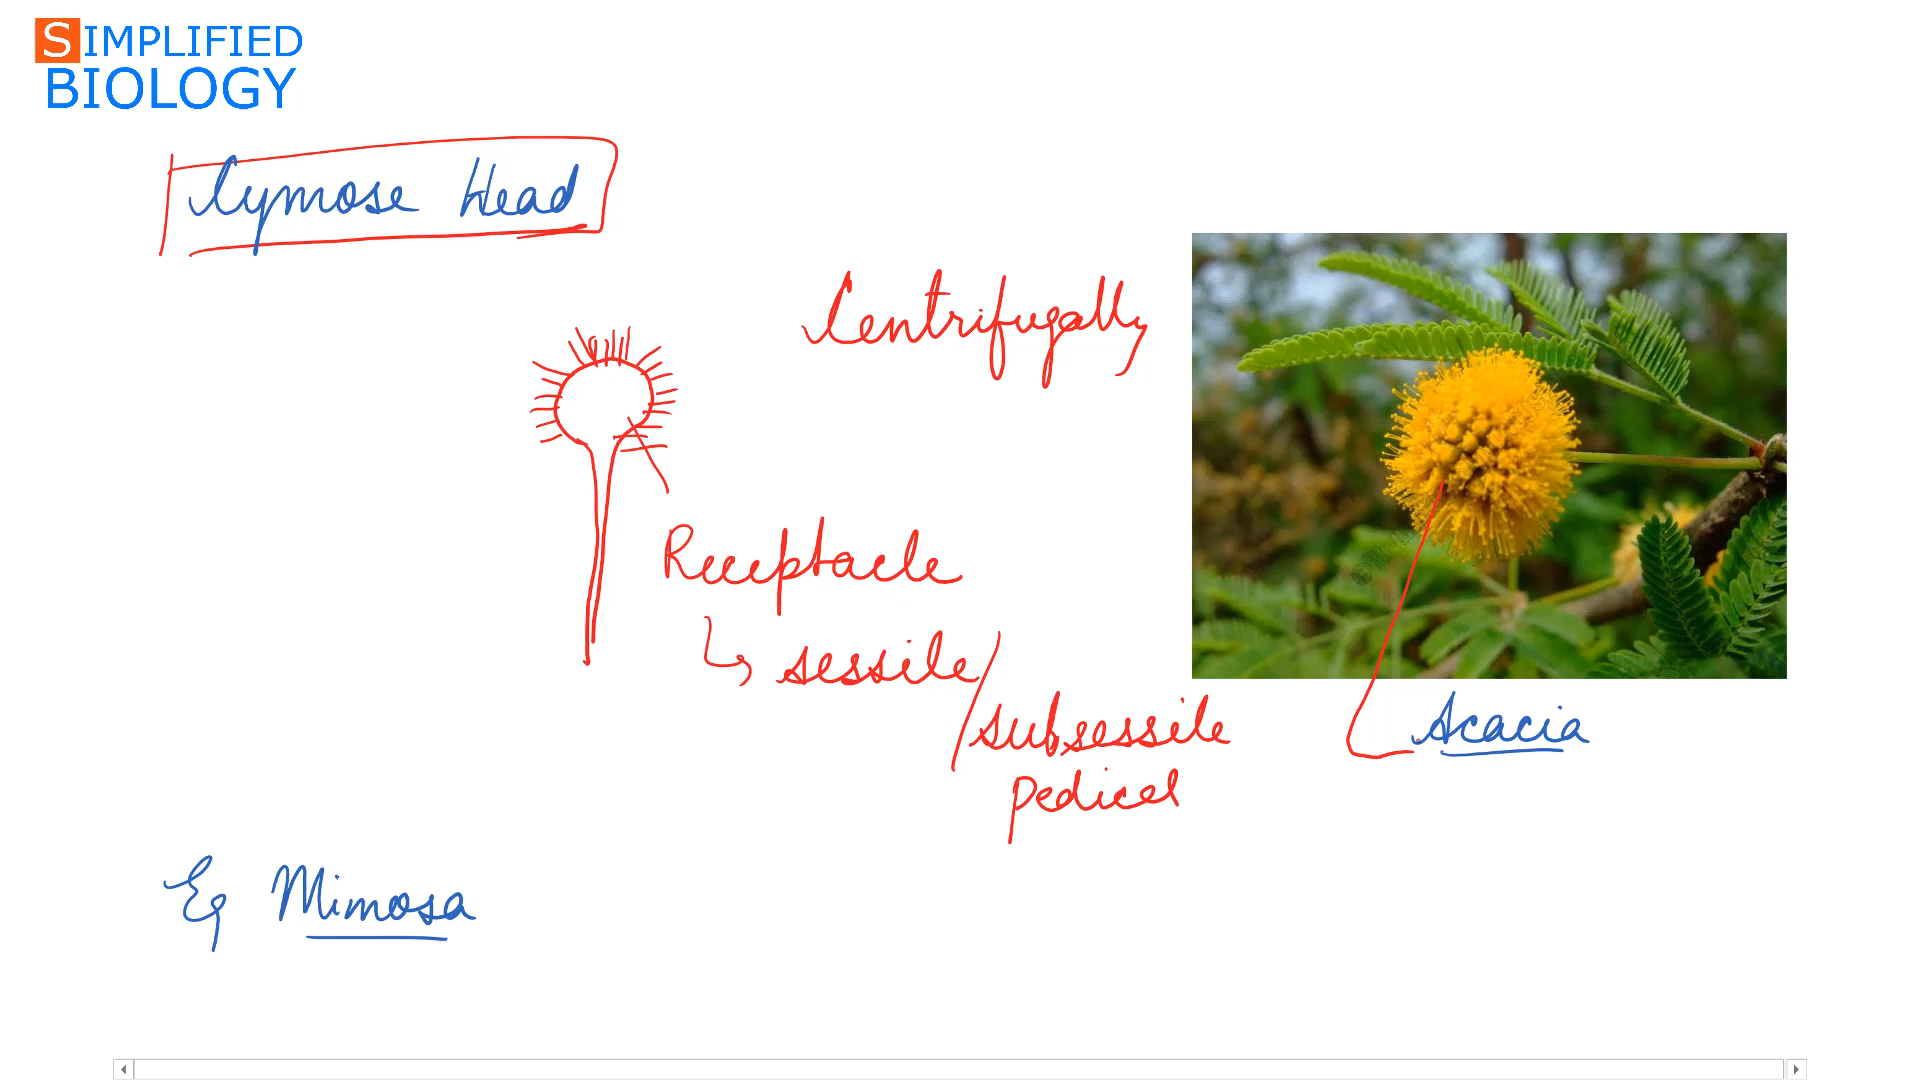 SIMPLIFIED
BIOLOGY
Cymose Head
Centrifugally
Receptacle
sessile/
subsessile
pedicel
Acacia
Eg Mimosa